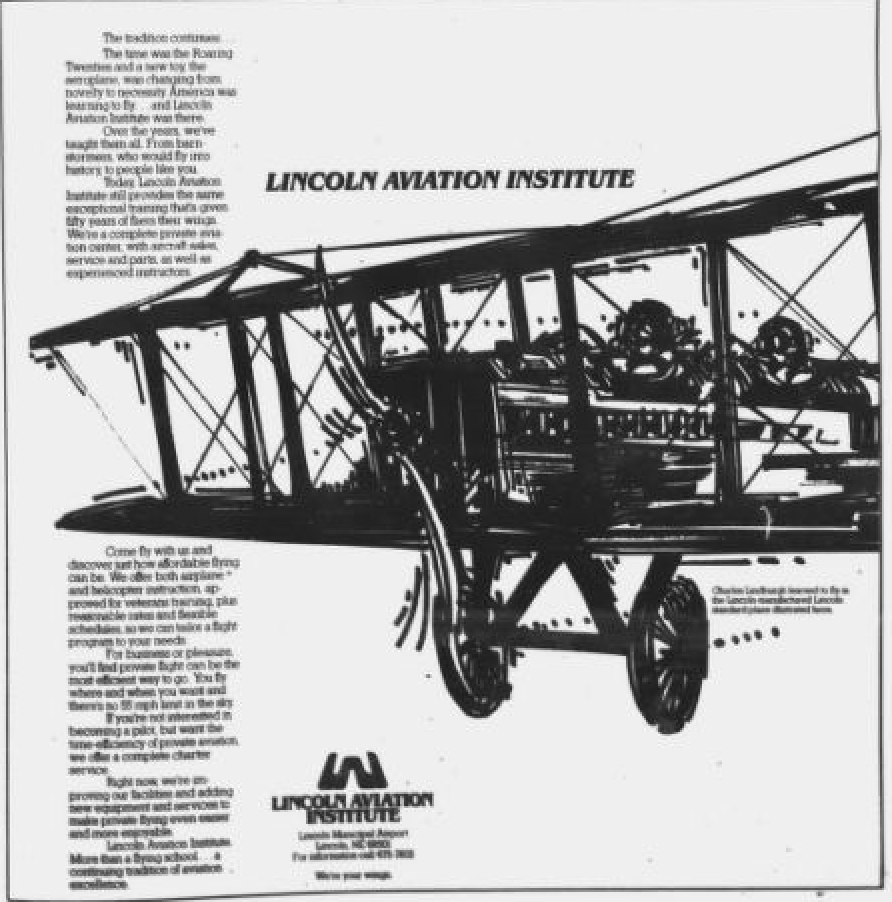 The tradition continues. . .
The time was the Roaring
Twenties and a new toy, the
aeroplane, was changing from
novelty to necessity. America was
learning to fly . . . and Lincoln
Aviation Institute was there.
Over the years, we've
taught them all. From barn-
stormers, who would fly into
history, to people like you.
Today, Lincoln Aviation
Institute still provides the same
exceptional training that's given
fifty years of fliers their wings.
We're a complete private avia-
tion center, with aircraft sales,
service and parts, as well as
experienced instructors.
LINCOLN AVIATION INSTITUTE
Come fly with us and
discover just how affordable flying
can be. We offer both airplane
and helicopter instruction, ap-
proved for veterans training, plus
reasonable rates and flexible
schedules, so we can tailor a flight
program to your needs.
For business or pleasure,
you'll find private flight can be the
most efficient way to go. You fly
where and when you want and
there's no 55 mph limit in the sky.
If you're not interested in
becoming a pilot, but want the
time-efficiency of private aviation,
we offer a complete charter
service.
Right now, we're im-
proving our facilities and adding
new equipment and services to
make private flying even easier
and more enjoyable.
Lincoln Aviation Institute.
More than a flying school . . . a
continuing tradition of aviation
excellence.
Charles Lindbergh learned to fly in
the Lincoln manufactured Lincoln
standard plane illustrated here.
LINCOLN AVIATION
INSTITUTE
Lincoln Municipal Airport
Lincoln, NE
For information call
We're your wings.